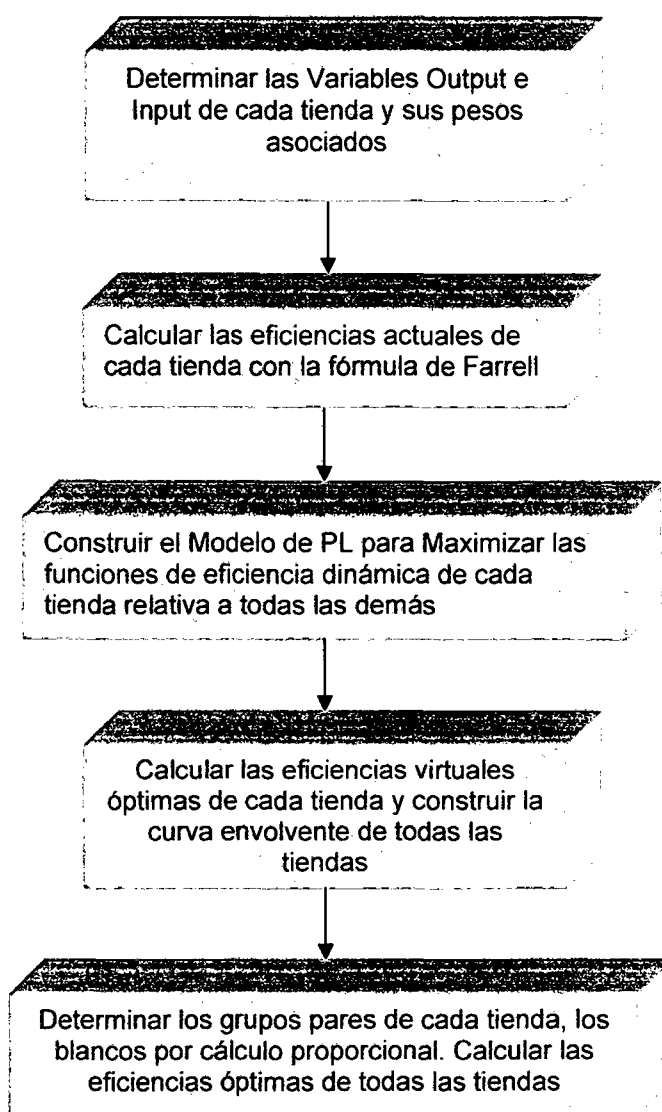 Determinar las Variables Output e
Input de cada tienda y sus pesos
asociados
Calcular las eficiencias actuales de
cada tienda con la fórmula de Farrell
Construir el Modelo de PL para Maximizar las
funciones de eficiencia dinámica de cada
tienda relativa a todas las demás
Calcular las eficiencias virtuales
óptimas de cada tienda y construir la
curva envolvente de todas las
tiendas
Determinar los grupos pares de cada tienda, los
blancos por cálculo proporcional. Calcular las
eficiencias óptimas de todas las tiendas